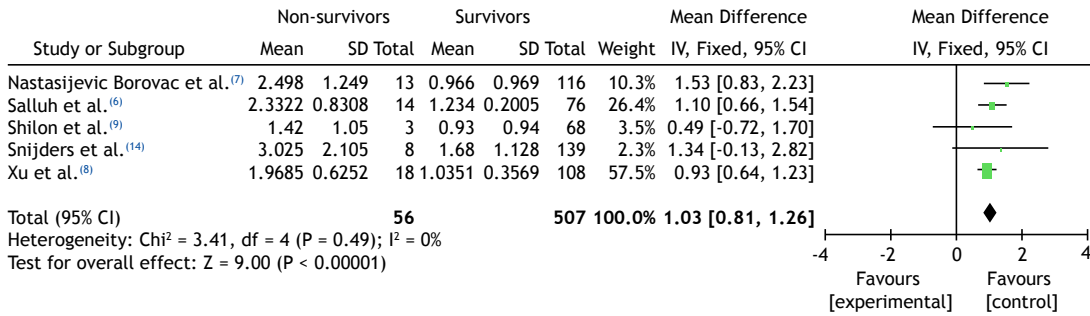 Non-survivors Survivors Mean Difference Mean Difference
Study or Subgroup Mean SD Total Mean SD Total Weight IV, Fixed, 95% CI IV, Fixed, 95% CI
Nastasijevic Borovac et al.(7) 2.498 1.249 13 0.966 0.969 116 10.3% 1.53 [0.83, 2.23]
Salluh et al.(6) 2.3322 0.8308 14 1.234 0.2005 76 26.4% 1.10 [0.66, 1.54]
Shilon et al.(9) 1.42 1.05 3 0.93 0.94 68 3.5% 0.49 [-0.72, 1.70]
Snijders et al.(14) 3.025 2.105 8 1.68 1.128 139 2.3% 1.34 [-0.13, 2.82]
Xu et al.(8) 1.9685 0.6252 18 1.0351 0.3569 108 57.5% 0.93 [0.64, 1.23]
Total (95% CI) 56 507 100.0% 1.03 [0.81, 1.26]
Heterogeneity: Chi² = 3.41, df = 4 (P = 0.49); I² = 0%
Test for overall effect: Z = 9.00 (P < 0.00001)
-4 -2 0 2 4
Favours Favours
[experimental] [control]